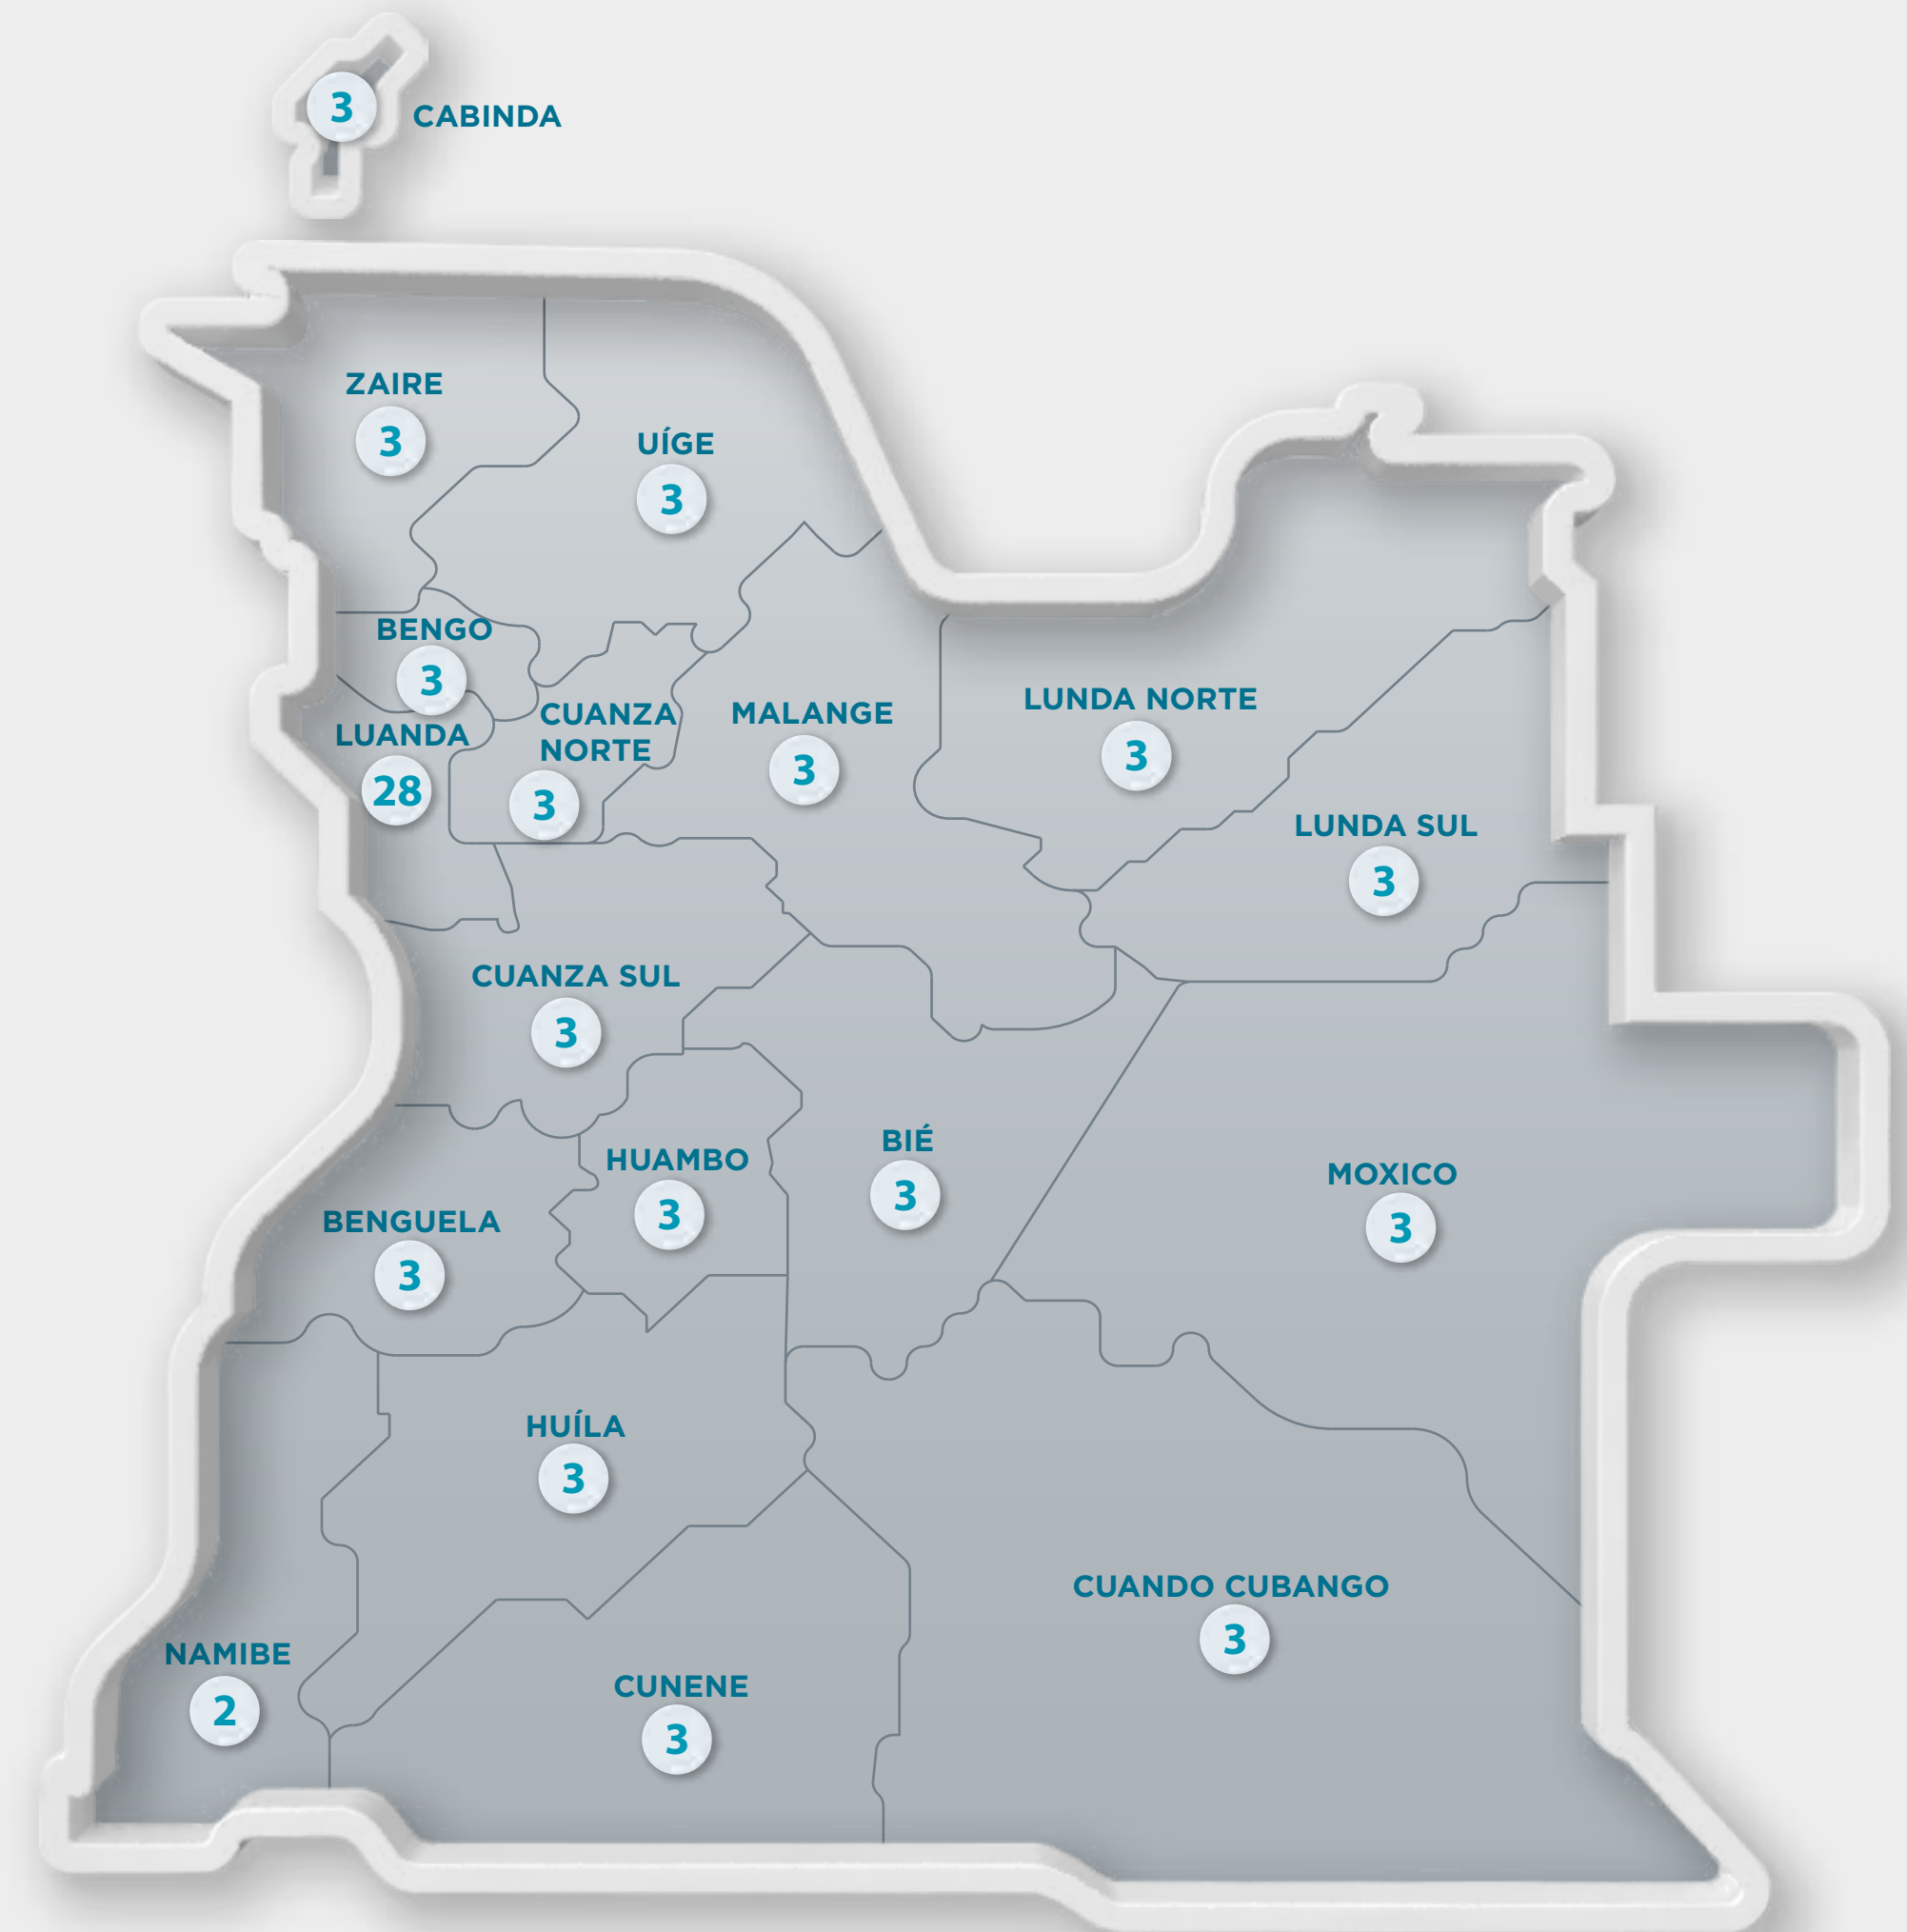 3
CABINDA
ZAIRE
3
UÍGE
3
BENGO
3
LUANDA
28
CUANZA
NORTE
3
MALANGE
3
LUNDA NORTE
3
LUNDA SUL
3
CUANZA SUL
3
HUAMBO
3
BIÉ
3
MOXICO
3
BENGUELA
3
HUÍLA
3
CUANDO CUBANGO
3
NAMIBE
2
CUNENE
3